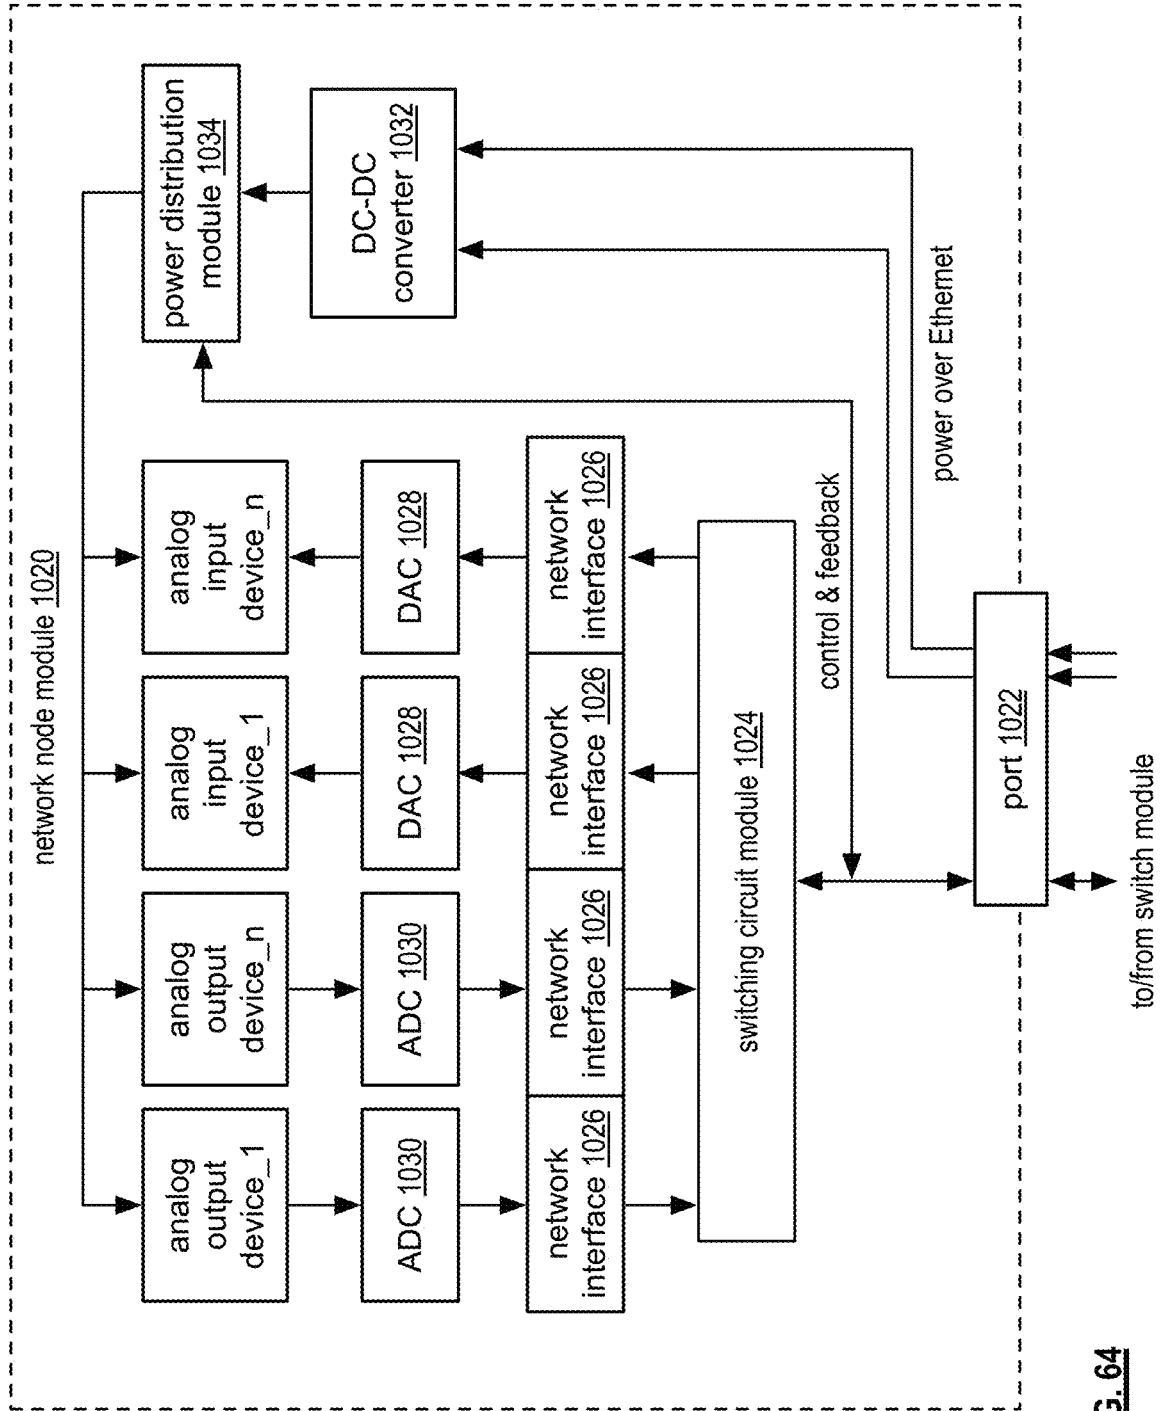 network node module 1020
analog
output
device_1
analog
output
device_n
analog
input
device_1
analog
input
device_n
power distribution
module 1034
ADC 1030
ADC 1030
DAC 1028
DAC 1028
DC-DC
converter 1032
network
interface 1026
network
interface 1026
network
interface 1026
network
interface 1026
switching circuit module 1024
control & feedback
power over Ethernet
port 1022
to/from switch module
G. 64